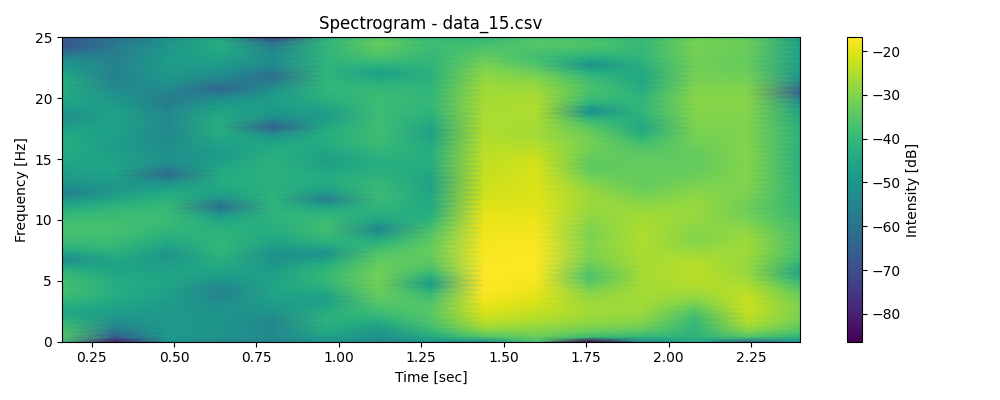 Spectrogram - data_15.csv
25
20
15
10
5
0
Frequency [Hz]
0.25 0.50 0.75 1.00 1.25 1.50 1.75 2.00 2.25
Time [sec]
−20
−30
−40
−50
−60
−70
−80
Intensity [dB]